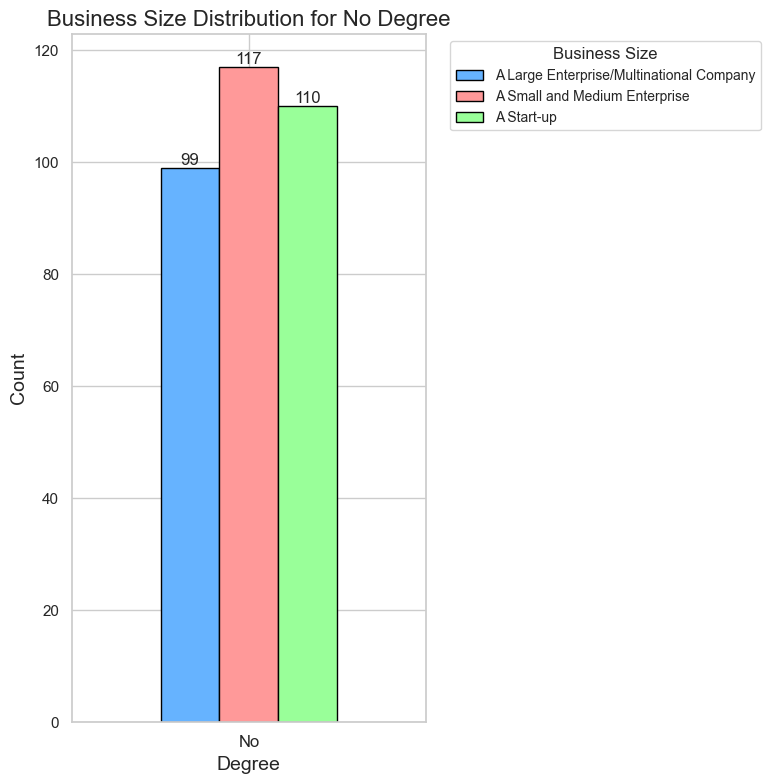 Business Size Distribution for No Degree
Business Size
A Large Enterprise/Multinational Company
A Small and Medium Enterprise
A Start-up
120
100
80
60
40
20
0
Count
99
117
110
No
Degree